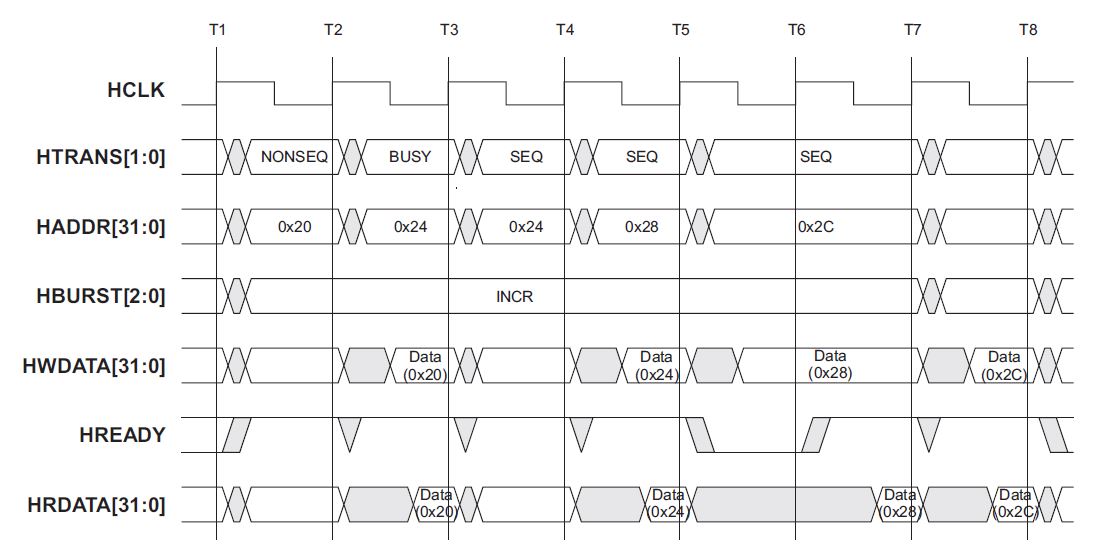 T1 T2 T3 T4 T5 T6 T7 T8
HCLK
HTRANS[1:0] NONSEQ BUSY SEQ SEQ SEQ
HADDR[31:0] 0x20 0x24 0x24 0x28 0x2C
HBURST[2:0] INCR
HWDATA[31:0] Data (0x20) Data (0x24) Data (0x28) Data (0x2C)
HREADY
HRDATA[31:0] Data (0x20) Data (0x24) Data (0x28) Data (0x2C)